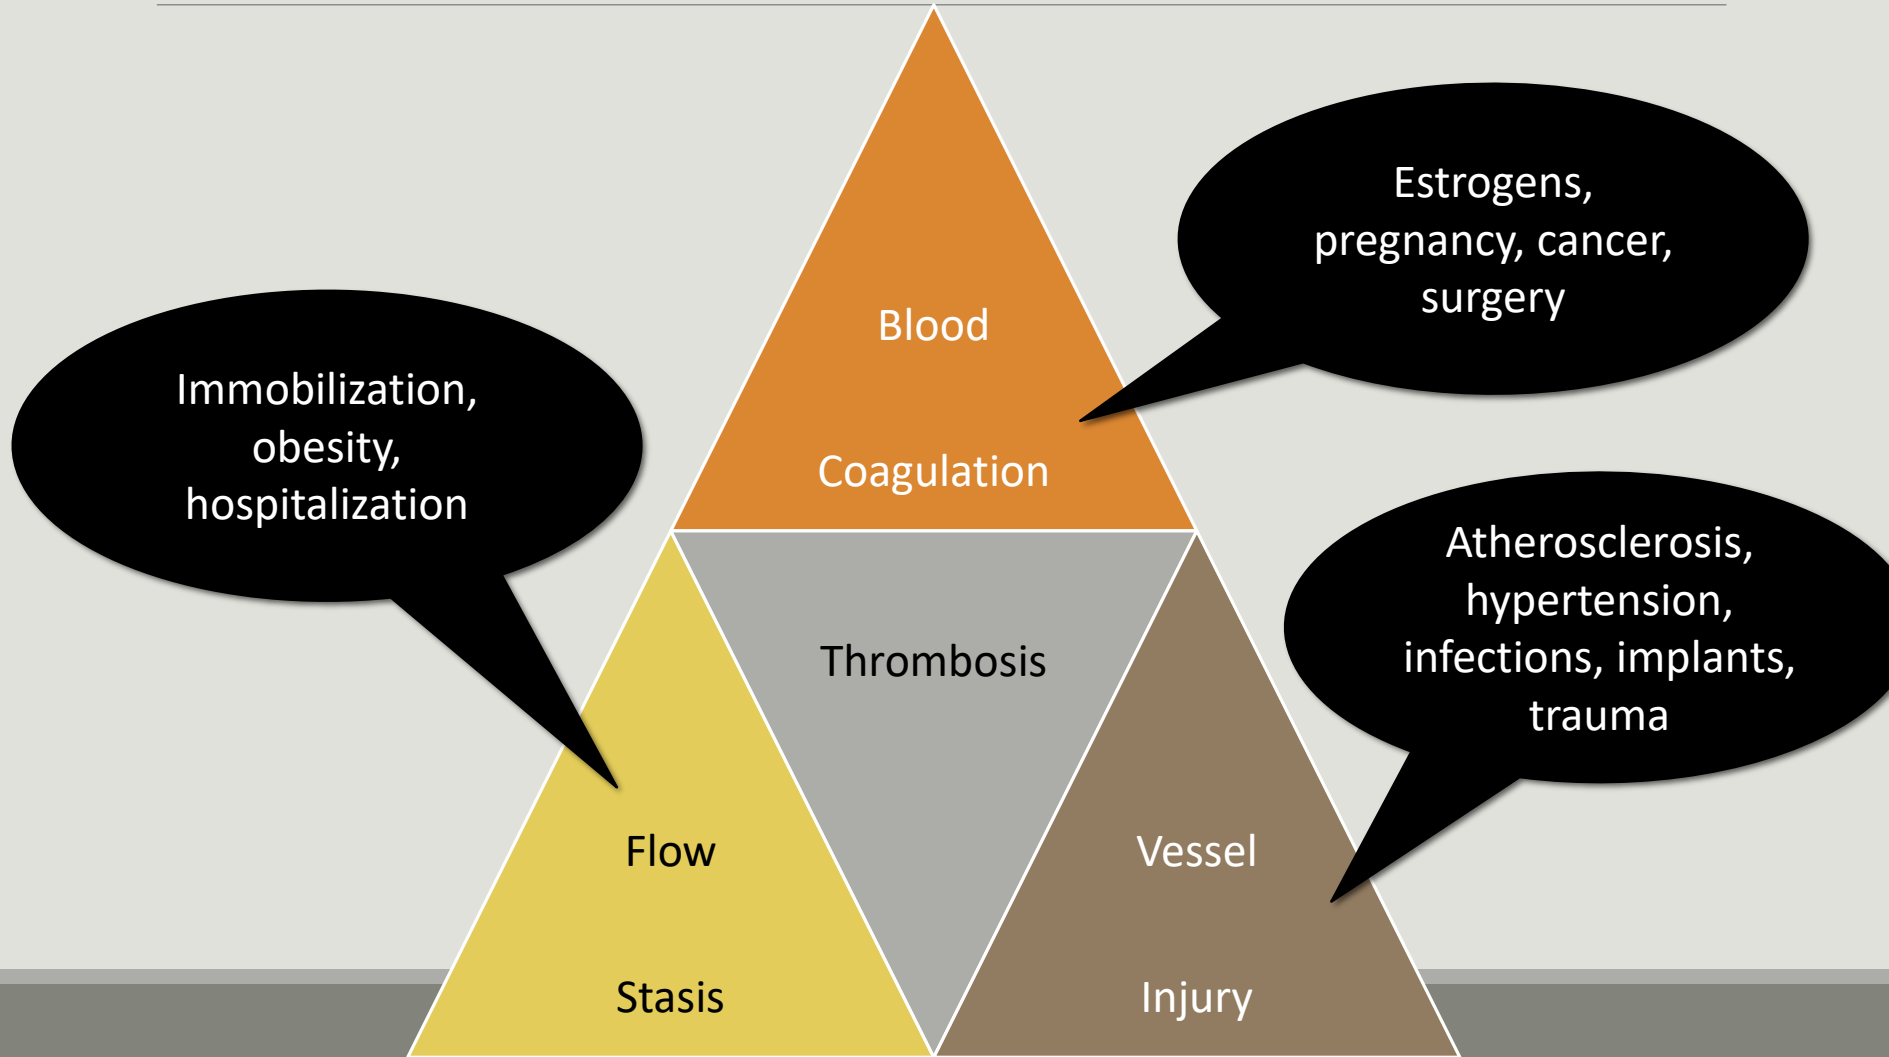 Estrogens,
pregnancy, cancer,
surgery
Blood
Coagulation
Immobilization,
obesity,
hospitalization
Atherosclerosis,
hypertension,
infections, implants,
trauma
Thrombosis
Flow
Stasis
Vessel
Injury